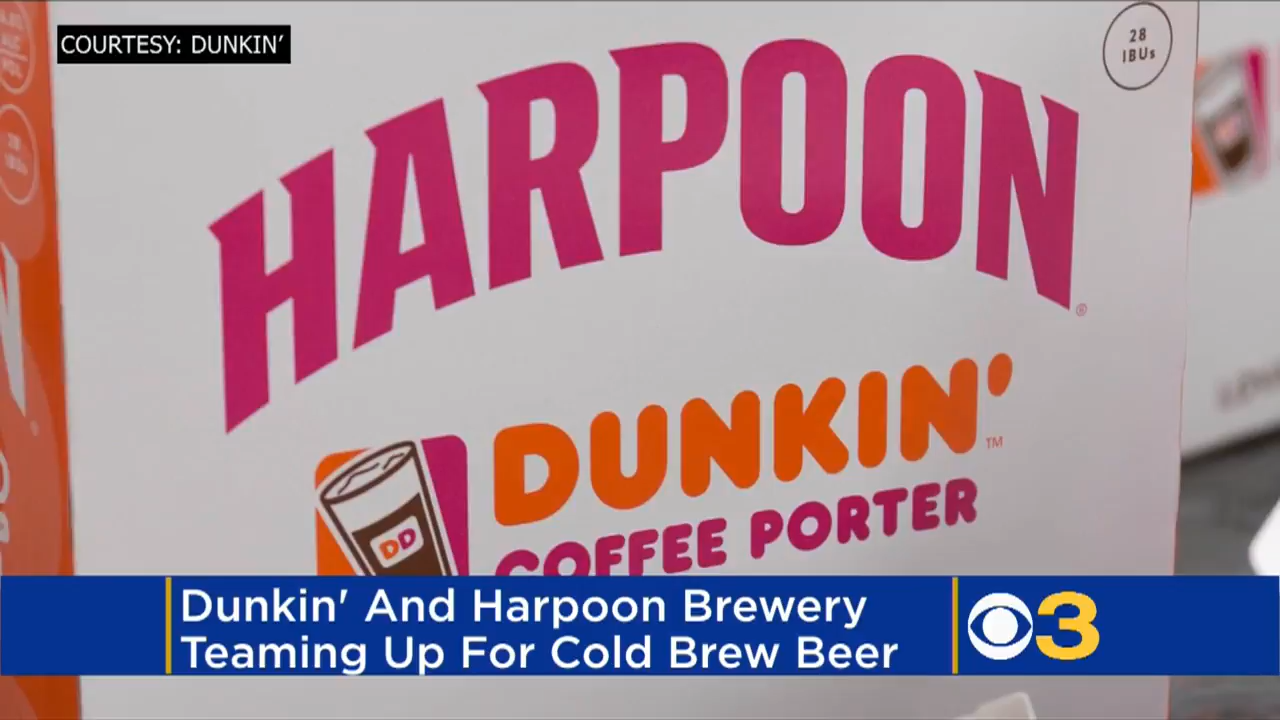 COURTESY: DUNKIN'
28
IBUs
HARPOON®
DUNKIN'™
COFFEE PORTER
DD
Dunkin' And Harpoon Brewery
Teaming Up For Cold Brew Beer
3